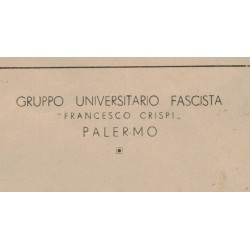 GRUPPO UNIVERSITARIO FASCISTA
"FRANCESCO CRISPI„
PALERMO